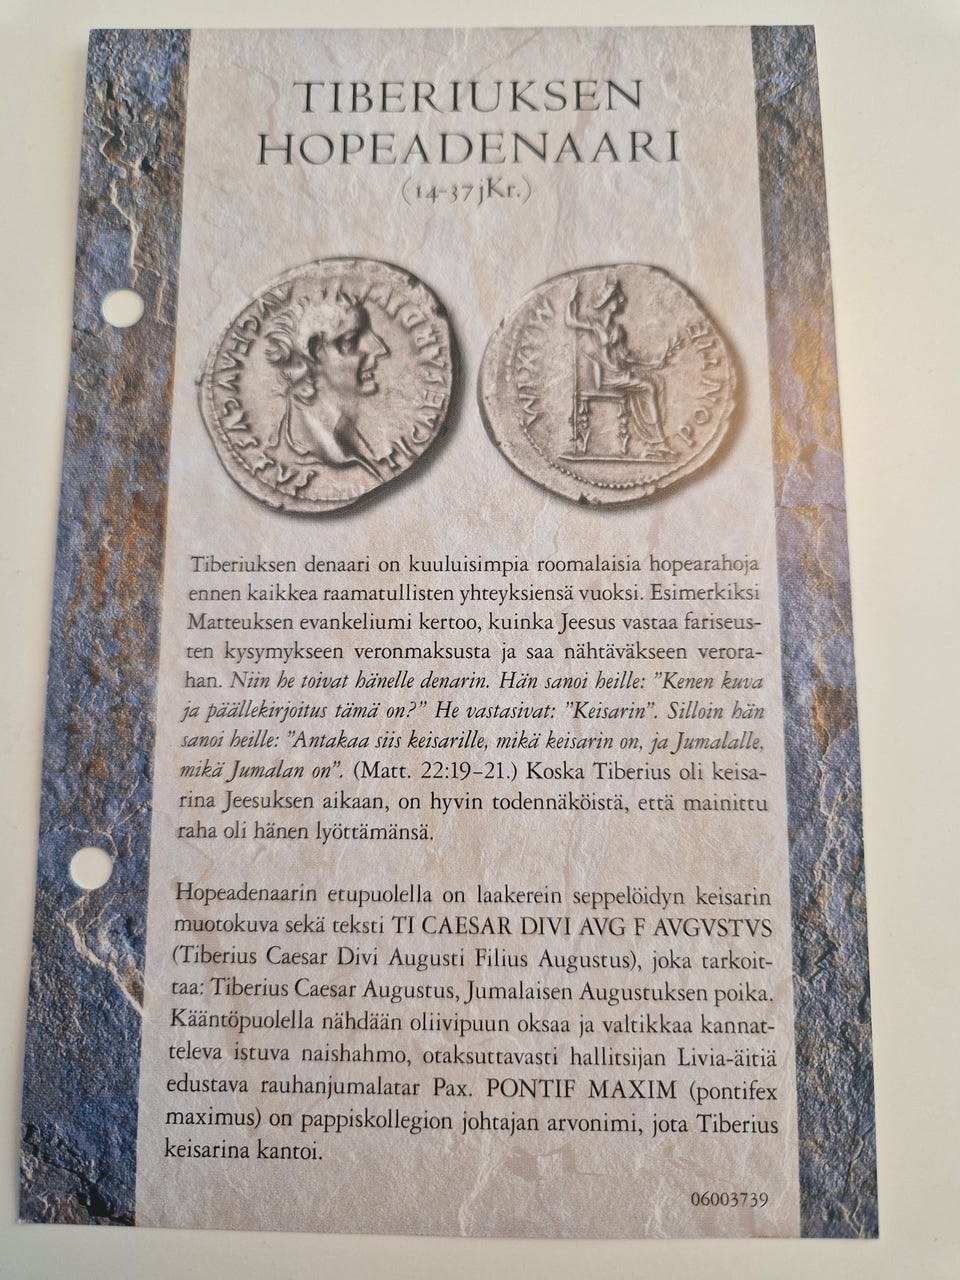 TIBERIUKSEN
HOPEADENAARI
(14-37 jKr.)
TI CAESAR DIVI AVG F AVGVSTVS
PONTIF MAXIM
Tiberiuksen denaari on kuuluisimpia roomalaisia hopearahoja
ennen kaikkea raamatullisten yhteyksiensä vuoksi. Esimerkiksi
Matteuksen evankeliumi kertoo, kuinka Jeesus vastaa fariseus-
ten kysymykseen veronmaksusta ja saa nähtäväkseen verora-
han. Niin he toivat hänelle denarin. Hän sanoi heille: ”Kenen kuva
ja päällekirjoitus tämä on?” He vastasivat: ”Keisarin”. Silloin hän
sanoi heille: ”Antakaa siis keisarille, mikä keisarin on, ja Jumalalle,
mikä Jumalan on”. (Matt. 22:19–21.) Koska Tiberius oli keisa-
rina Jeesuksen aikaan, on hyvin todennäköistä, että mainittu
raha oli hänen lyöttämänsä.
Hopeadenaarin etupuolella on laakerein seppelöidyn keisarin
muotokuva sekä teksti TI CAESAR DIVI AVG F AVGVSTVS
(Tiberius Caesar Divi Augusti Filius Augustus), joka tarkoit-
taa: Tiberius Caesar Augustus, Jumalaisen Augustuksen poika.
Kääntöpuolella nähdään oliivipuun oksaa ja valtikkaa kannat-
televa istuva naishahmo, otaksuttavasti hallitsijan Livia-äitiä
edustava rauhanjumalatar Pax. PONTIF MAXIM (pontifex
maximus) on pappiskollegion johtajan arvonimi, jota Tiberius
keisarina kantoi.
06003739